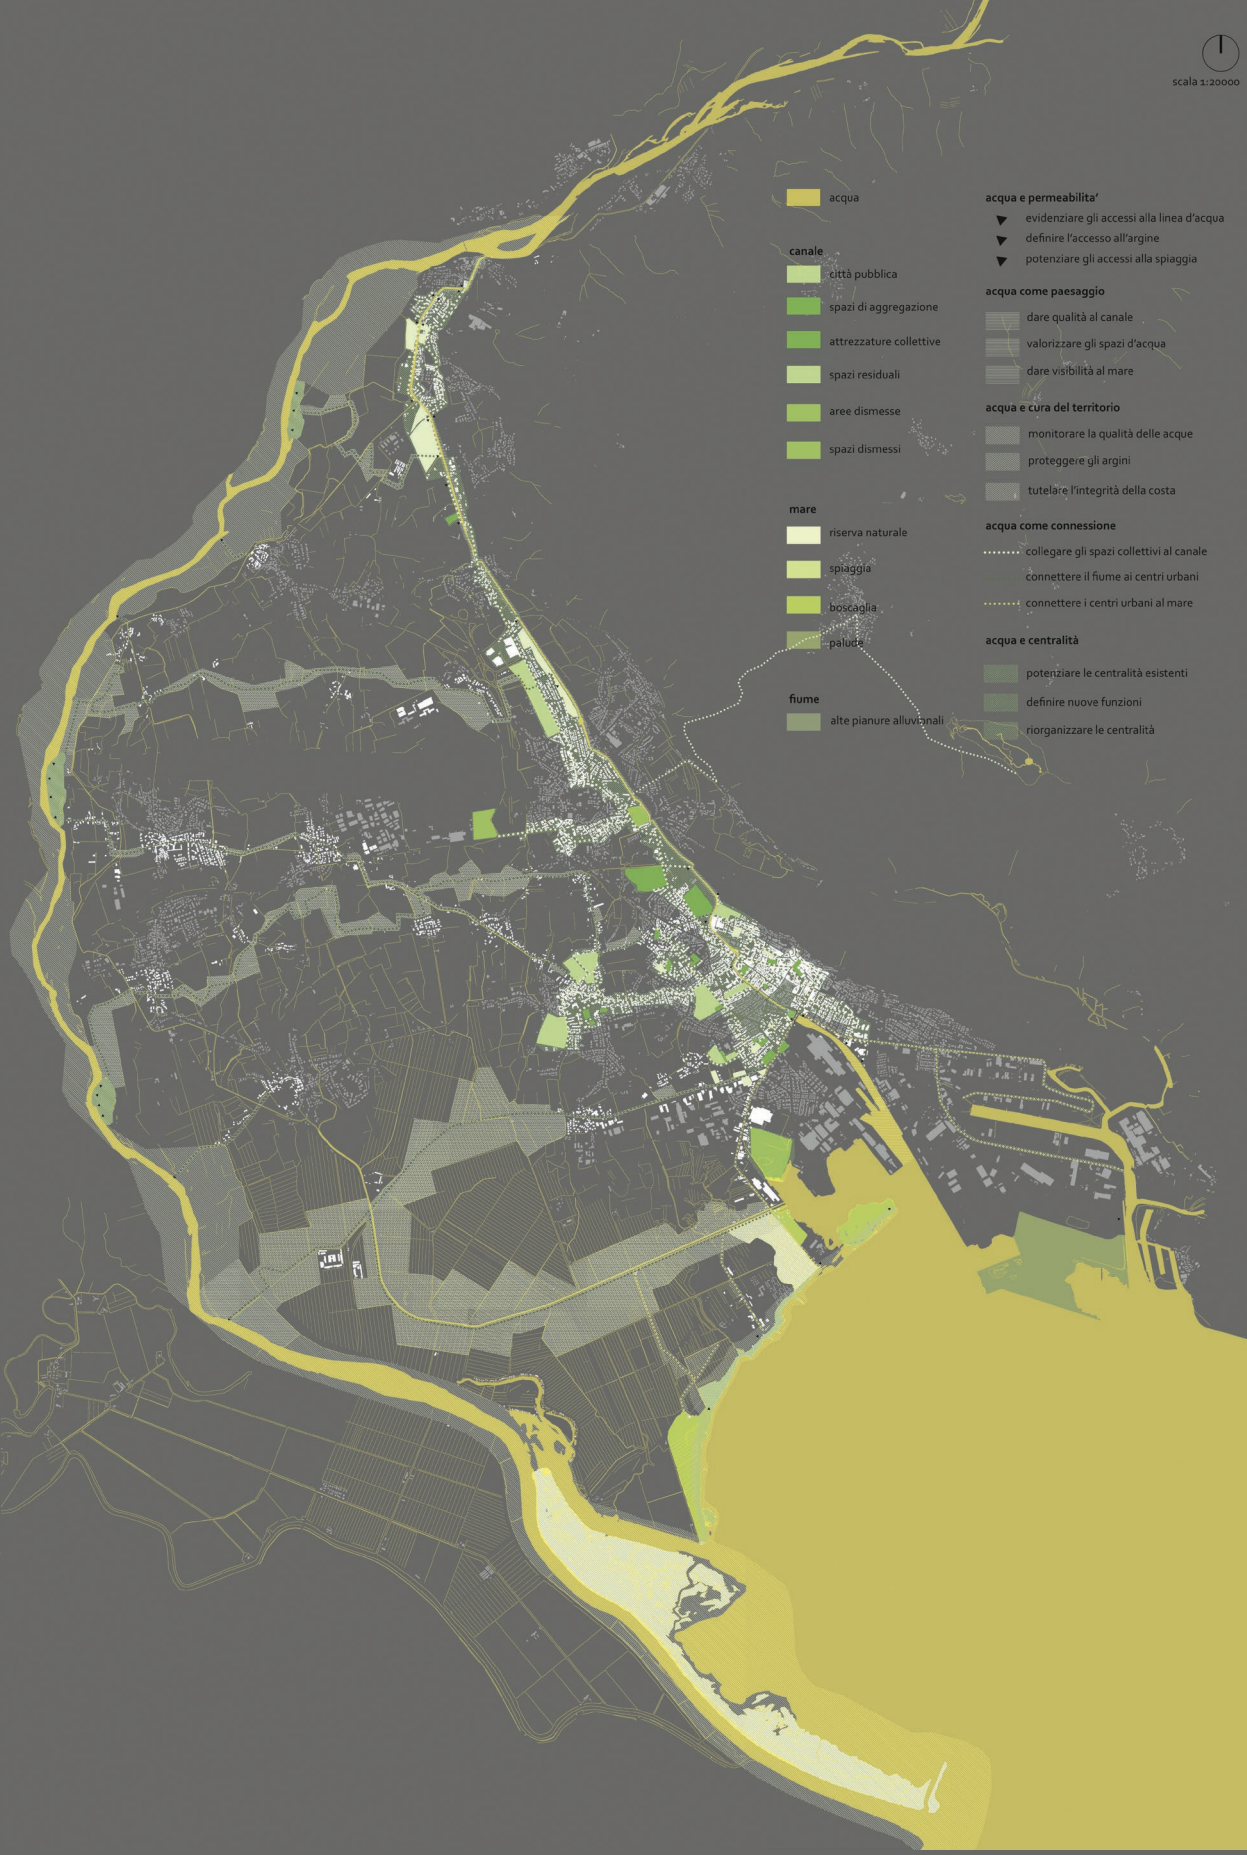 scala 1:20000
acqua
canale
città pubblica
spazi di aggregazione
attrezzature collettive
spazi residuali
aree dismesse
spazi dismessi
mare
riserva naturale
spiaggia
boscaglia
palude
fiume
alte pianure alluvionali
acqua e permeabilita'
evidenziare gli accessi alla linea d'acqua
definire l'accesso all'argine
potenziare gli accessi alla spiaggia
acqua come paesaggio
dare qualità al canale
valorizzare gli spazi d'acqua
dare visibilità al mare
acqua e cura del territorio
monitorare la qualità delle acque
proteggere gli argini
tutelare l'integrità della costa
acqua come connessione
collegare gli spazi collettivi al canale
connettere il fiume ai centri urbani
connettere i centri urbani al mare
acqua e centralità
potenziare le centralità esistenti
definire nuove funzioni
riorganizzare le centralità